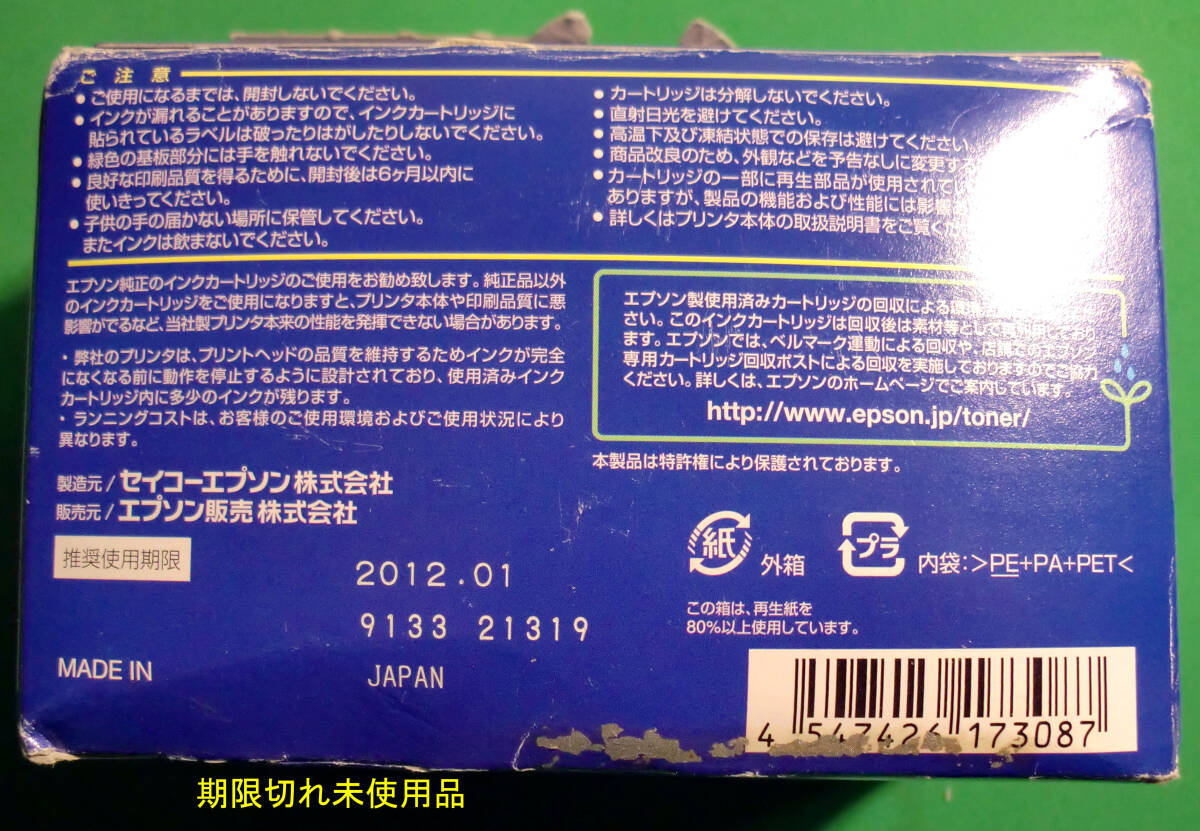 ご注意
● ご使用になるまでは、開封しないでください。
● インクが漏れることがありますので、インクカートリッジに
貼られているラベルは破ったりはがしたりしないでください。
● 緑色の基板部分には手を触れないでください。
● 良好な印刷品質を得るために、開封後は6ヶ月以内に
使いきってください。
● 子供の手の届かない場所に保管してください。
またインクは飲まないでください。
● カートリッジは分解しないでください。
● 直射日光を避けてください。
● 高温下及び凍結状態での保存は避けてください。
● 商品改良のため、外観などを予告なしに変更する
● カートリッジの一部に再生部品が使用されてい
ありますが、製品の機能および性能には影響
● 詳しくはプリンタ本体の取扱説明書をご覧くだ
エプソン純正のインクカートリッジのご使用をお勧め致します。純正品以外
のインクカートリッジをご使用になりますと、プリンタ本体や印刷品質に悪
影響がでるなど、当社製プリンタ本来の性能を発揮できない場合があります。
・弊社のプリンタは、プリントヘッドの品質を維持するためインクが完全
になくなる前に動作を停止するように設計されており、使用済みインク
カートリッジ内に多少のインクが残ります。
・ランニングコストは、お客様のご使用環境およびご使用状況により
異なります。
エプソン製使用済みカートリッジの回収による環
さい。このインクカートリッジは回収後は素材等として再利用しており
ます。エプソンでは、ベルマーク運動による回収や、店頭でのエプソン
専用カートリッジ回収ポストによる回収を実施しておりますのでご協力
ください。詳しくは、エプソンのホームページでご案内しています。
http://www.epson.jp/toner/
本製品は特許権により保護されております。
製造元/セイコーエプソン株式会社
販売元/エプソン販売株式会社
推奨使用期限
2012.01
9133 21319
MADE IN JAPAN
紙 外箱
プラ 内袋:>PE+PA+PET<
この箱は、再生紙を
80%以上使用しています。
4 547426 173087
期限切れ未使用品